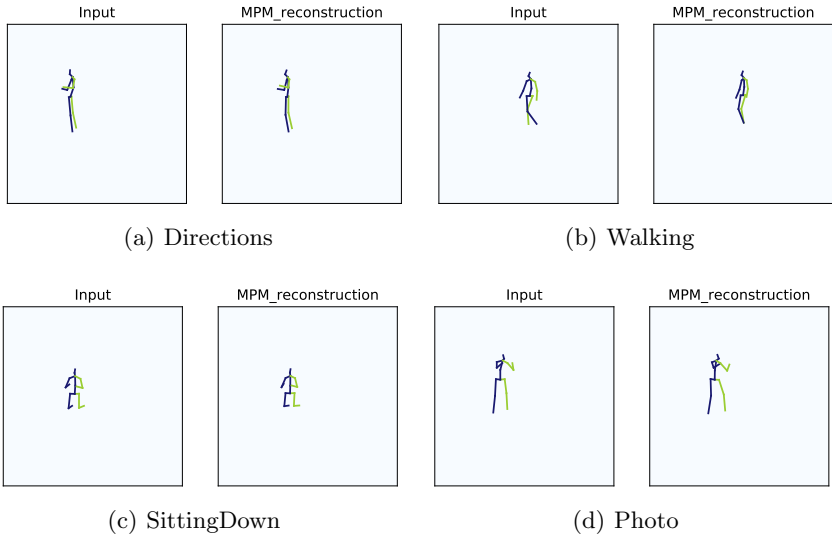 Input MPM_reconstruction Input MPM_reconstruction
(a) Directions (b) Walking
Input MPM_reconstruction Input MPM_reconstruction
(c) SittingDown (d) Photo